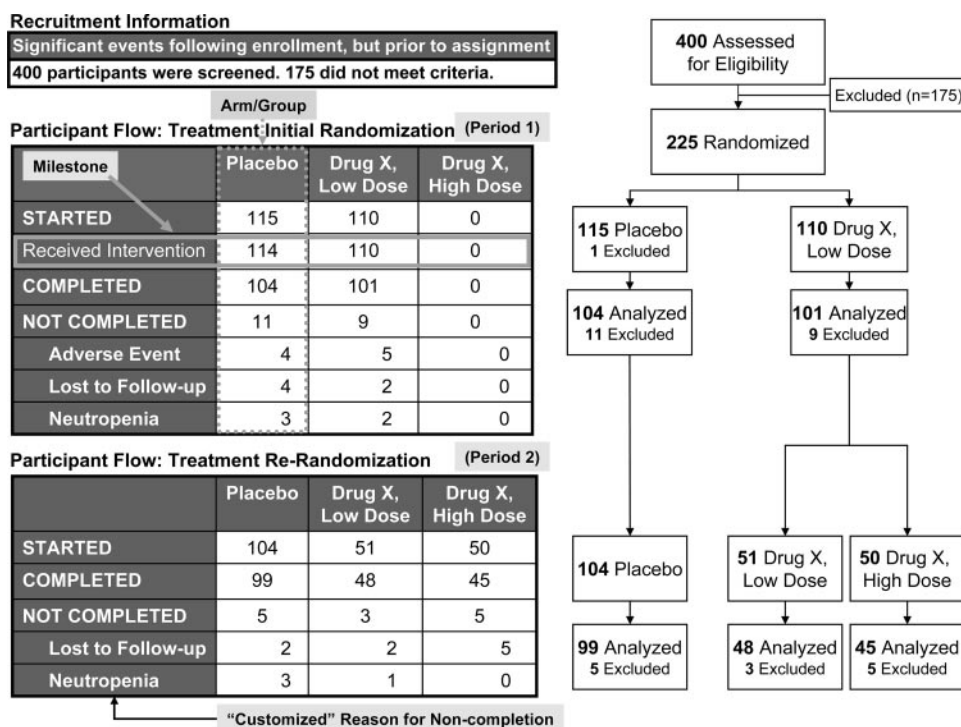 Recruitment Information
Significant events following enrollment, but prior to assignment
400 participants were screened. 175 did not meet criteria.
Arm/Group
Participant Flow: Treatment Initial Randomization (Period 1)
Milestone
Placebo Drug X, Low Dose Drug X, High Dose
STARTED 115 110 0
Received Intervention 114 110 0
COMPLETED 104 101 0
NOT COMPLETED 11 9 0
Adverse Event 4 5 0
Lost to Follow-up 4 2 0
Neutropenia 3 2 0
Participant Flow: Treatment Re-Randomization (Period 2)
Placebo Drug X, Low Dose Drug X, High Dose
STARTED 104 51 50
COMPLETED 99 48 45
NOT COMPLETED 5 3 5
Lost to Follow-up 2 2 5
Neutropenia 3 1 0
“Customized” Reason for Non-completion
400 Assessed
for Eligibility
Excluded (n=175)
225 Randomized
115 Placebo
1 Excluded
110 Drug X,
Low Dose
104 Analyzed
11 Excluded
101 Analyzed
9 Excluded
104 Placebo
51 Drug X,
Low Dose
50 Drug X,
High Dose
99 Analyzed
5 Excluded
48 Analyzed
3 Excluded
45 Analyzed
5 Excluded